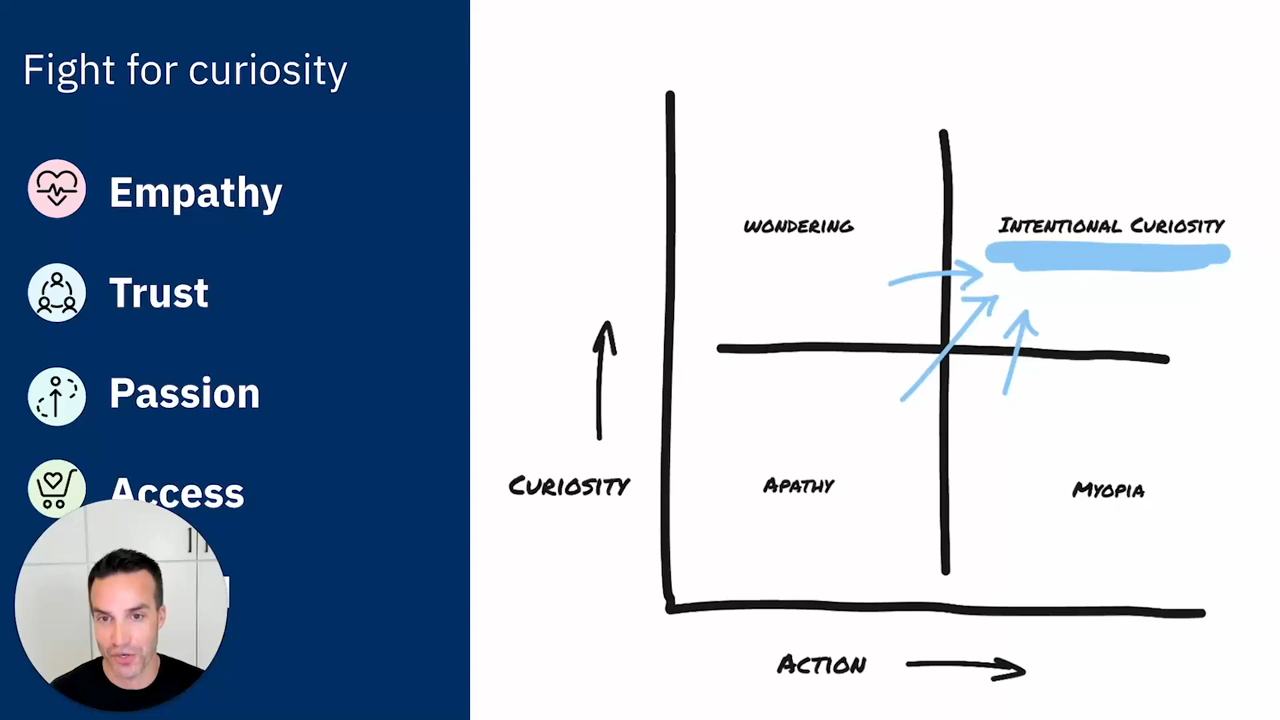 Fight for curiosity
Empathy
Trust
Passion
Access
WONDERING
INTENTIONAL CURIOSITY
CURIOSITY
APATHY
MYOPIA
ACTION